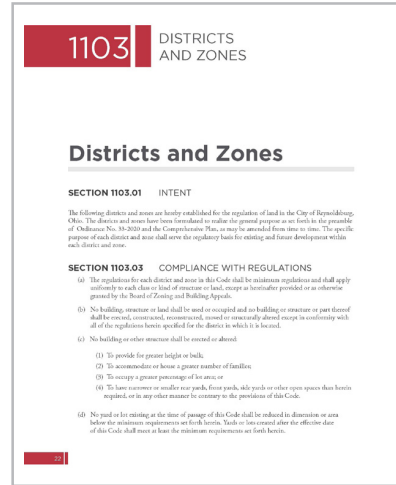 1103
DISTRICTS
AND ZONES
Districts and Zones
SECTION 1103.01 INTENT
The following districts and zones are hereby established for the regulation of land in the City of Reynoldsburg,
Ohio. The districts and zones have been formulated to realize the general purpose as set forth in the preamble
of Ordinance No. 33-2020 and the Comprehensive Plan, as may be amended from time to time. The specific
purpose of each district and zone shall serve the regulatory basis for existing and future development within
each district and zone.
SECTION 1103.03 COMPLIANCE WITH REGULATIONS
(a) The regulations for each district and zone in this Code shall be minimum regulations and shall apply
uniformly to each class or kind of structure or land, except as hereinafter provided or as otherwise
granted by the Board of Zoning and Building Appeals.
(b) No building, structure or land shall be used or occupied and no building or structure or part thereof
shall be erected, constructed, reconstructed, moved or structurally altered except in conformity with
all of the regulations herein specified for the district in which it is located.
(c) No building or other structure shall be erected or altered:
(1) To provide for greater height or bulk;
(2) To accommodate or house a greater number of families;
(3) To occupy a greater percentage of lot area; or
(4) To have narrower or smaller rear yards, front yards, side yards or other open spaces than herein
required, or in any other manner be contrary to the provisions of this Code.
(d) No yard or lot existing at the time of passage of this Code shall be reduced in dimension or area
below the minimum requirements set forth herein. Yards or lots created after the effective date
of this Code shall meet at least the minimum requirements set forth herein.
22